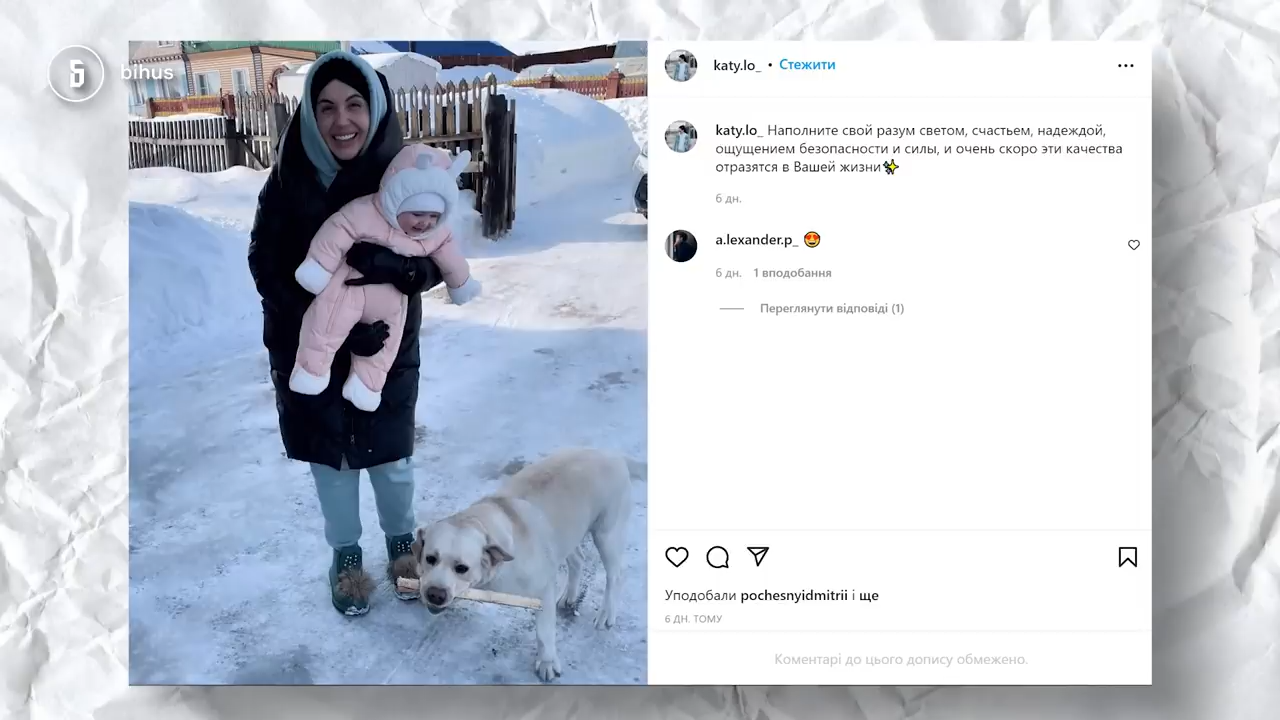 bihus
katy.lo_ • Стежити
katy.lo_ Наполните свой разум светом, счастьем, надеждой,
ощущением безопасности и силы, и очень скоро эти качества
отразятся в Вашей жизни✨
6 дн.
a.lexander.p_ 😍
6 дн. 1 вподобання
Переглянути відповіді (1)
Уподобали pochesnyidmitrii і ще
6 ДН. ТОМУ
Коментарі до цього допису обмежено.